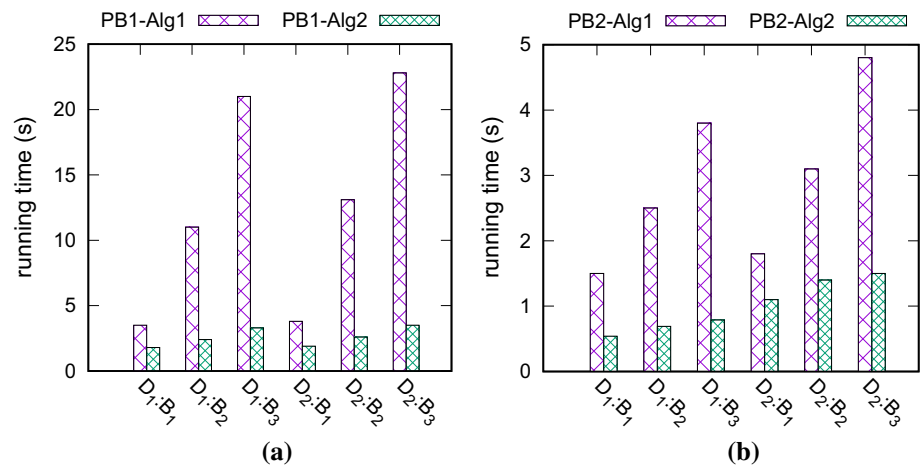 PB1-Alg1 PB1-Alg2
25
20
15
10
5
0
running time (s)
D1:B1 D1:B2 D1:B3 D2:B1 D2:B2 D2:B3
(a)
PB2-Alg1 PB2-Alg2
5
4
3
2
1
0
running time (s)
D1:B1 D1:B2 D1:B3 D2:B1 D2:B2 D2:B3
(b)